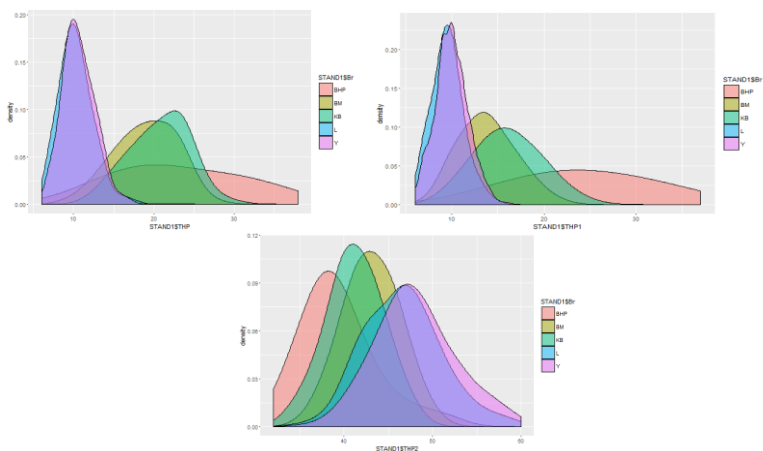 0.20
0.15
0.10
0.05
0.00
density
10
20
30
STAND1$THP
STAND1$Br
BHP
BM
KB
L
Y
0.20
0.15
0.10
0.05
0.00
density
10
20
30
STAND1$THP1
STAND1$Br
BHP
BM
KB
L
Y
0.12
0.09
0.06
0.03
0.00
density
40
50
60
STAND1$THP2
STAND1$Br
BHP
BM
KB
L
Y